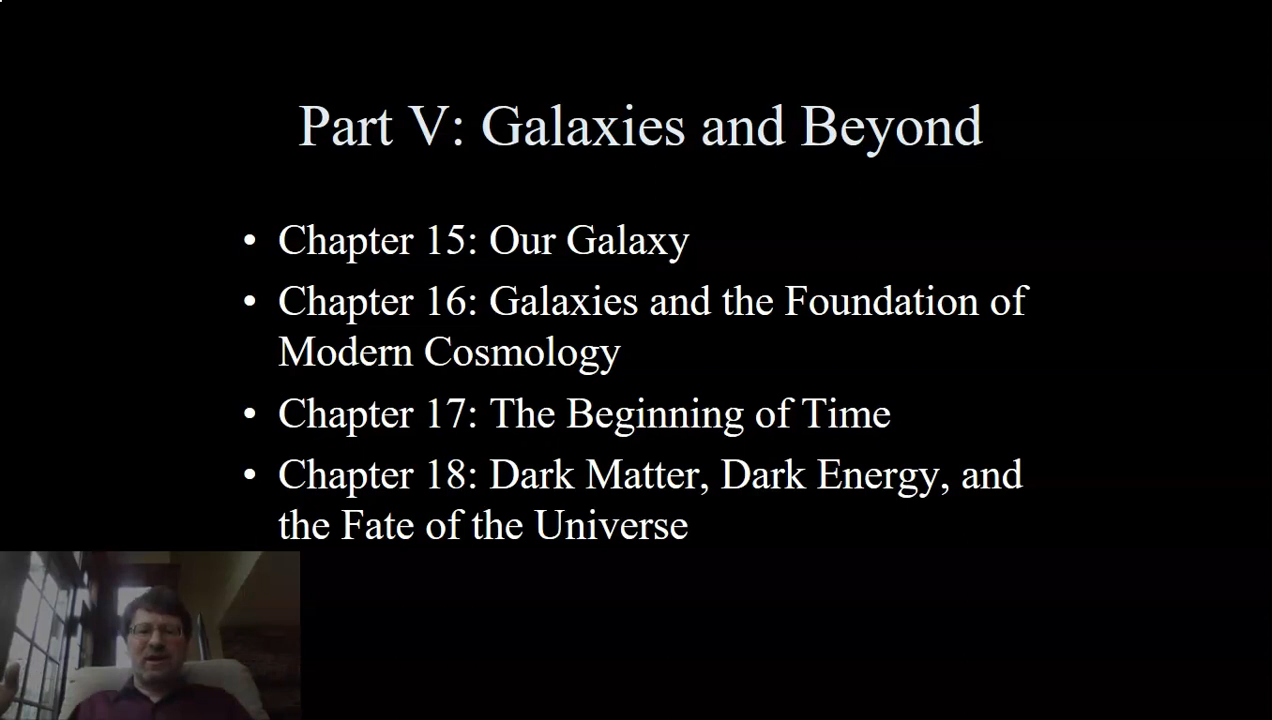 Part V: Galaxies and Beyond
• Chapter 15: Our Galaxy
• Chapter 16: Galaxies and the Foundation of
Modern Cosmology
• Chapter 17: The Beginning of Time
• Chapter 18: Dark Matter, Dark Energy, and
the Fate of the Universe